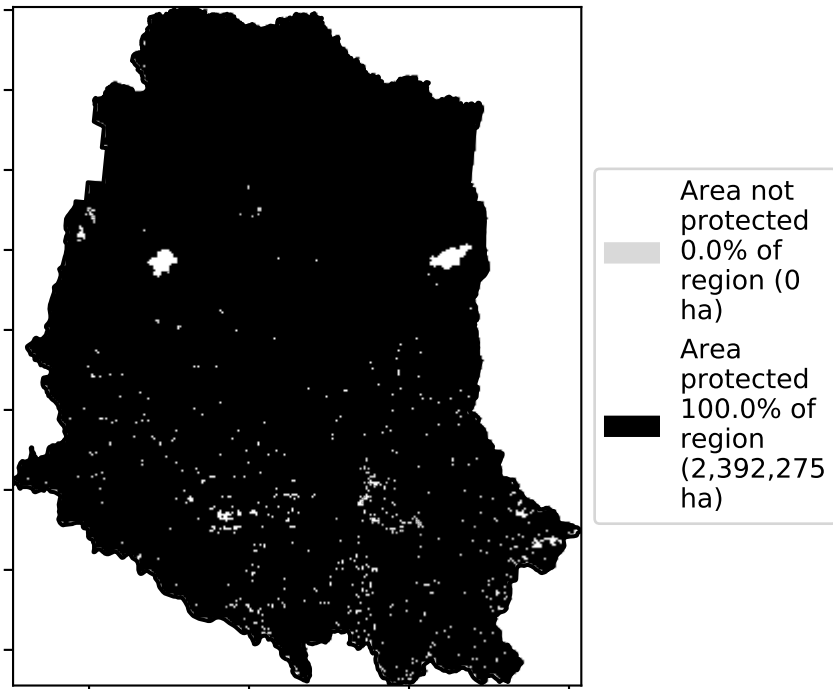 Area not
protected
0.0% of
region (0
ha)
Area
protected
100.0% of
region
(2,392,275
ha)